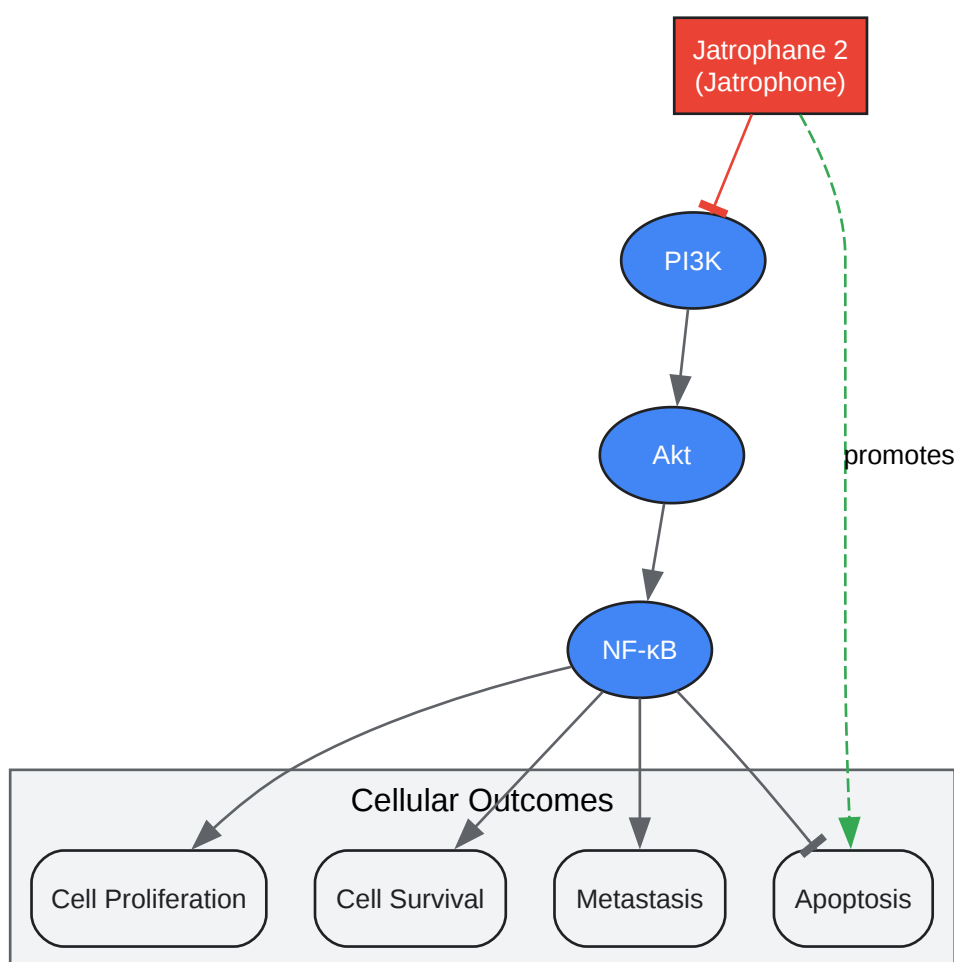 Jatrophane 2
(Jatrophone)
PI3K
Akt
promotes
NF-κB
Cellular Outcomes
Cell Proliferation
Cell Survival
Metastasis
Apoptosis